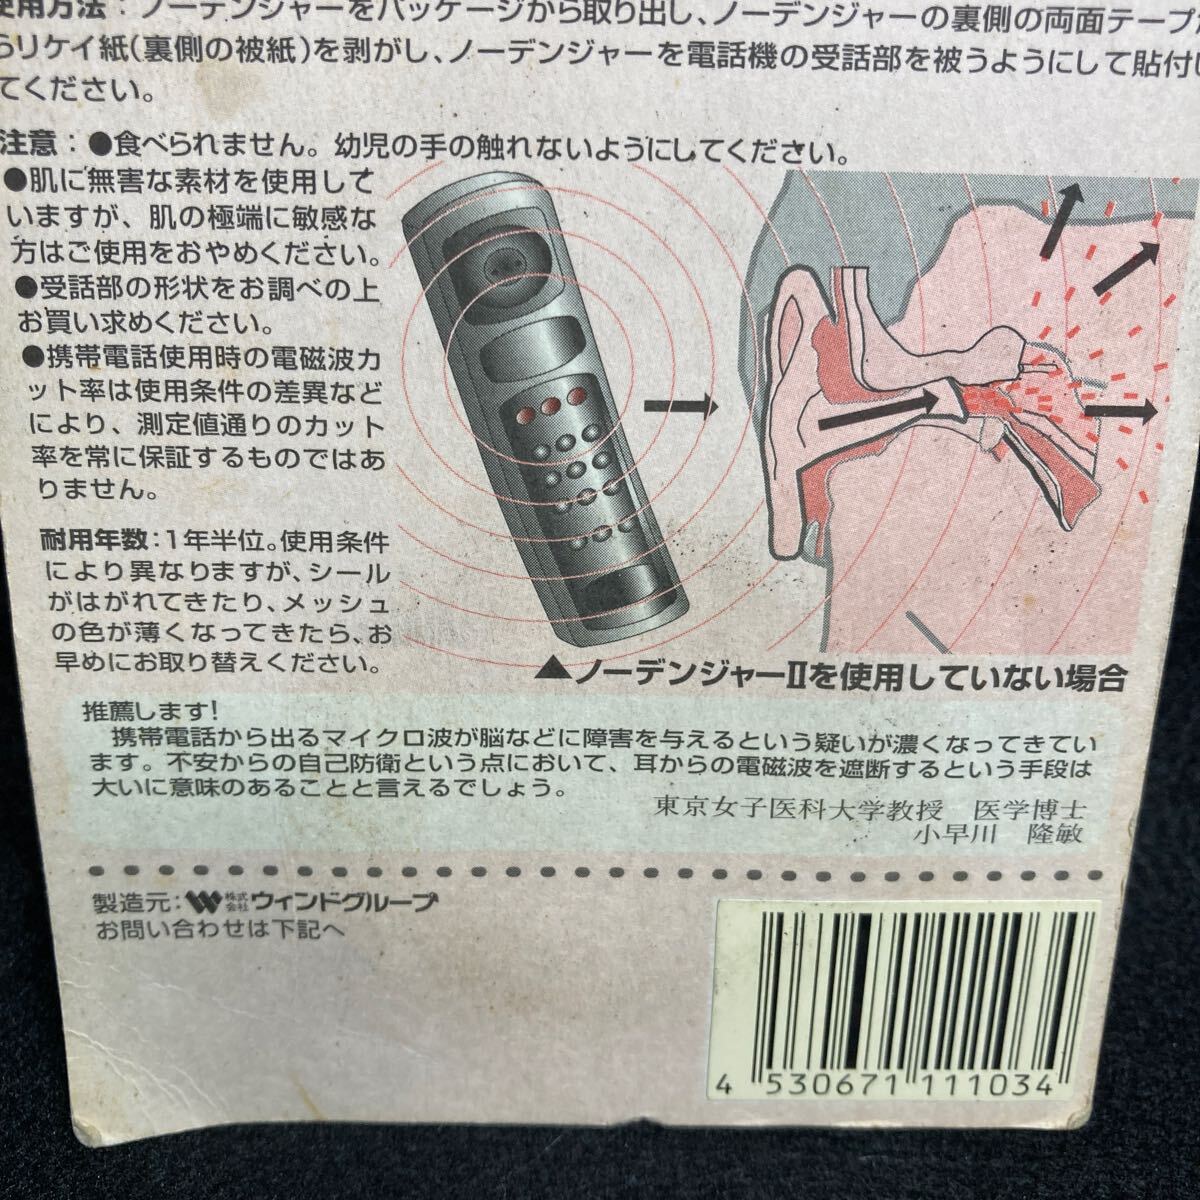 使用方法：ノーデンジャーをパッケージから取り出し、ノーデンジャーの裏側の両面テープか
らリケイ紙(裏側の被紙)を剥がし、ノーデンジャーを電話機の受話部を被うようにして貼付し
てください。
注意：●食べられません。幼児の手の触れないようにしてください。
●肌に無害な素材を使用して
いますが、肌の極端に敏感な
方はご使用をおやめください。
●受話部の形状をお調べの上
お買い求めください。
●携帯電話使用時の電磁波カ
ット率は使用条件の差異など
により、測定値通りのカット
率を常に保証するものではあ
りません。
耐用年数：1年半位。使用条件
により異なりますが、シール
がはがれてきたり、メッシュ
の色が薄くなってきたら、お
早めにお取り替えください。
▲ノーデンジャーⅡを使用していない場合
推薦します!
携帯電話から出るマイクロ波が脳などに障害を与えるという疑いが濃くなってきてい
ます。不安からの自己防衛という点において、耳からの電磁波を遮断するという手段は
大いに意味のあることと言えるでしょう。
東京女子医科大学教授　医学博士
小早川　隆敏
製造元：株式会社ウィンドグループ
お問い合わせは下記へ
4 530671 111034